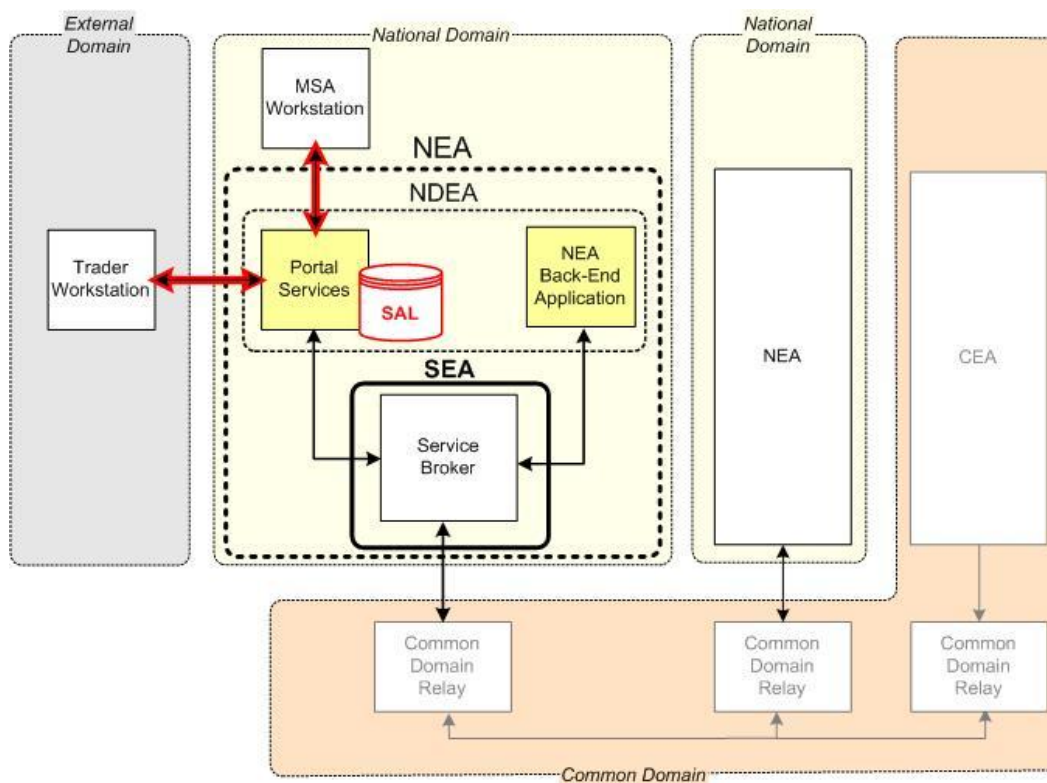 External
Domain
National Domain
National
Domain
MSA
Workstation
NEA
NDEA
Trader
Workstation
Portal
Services
SAL
NEA
Back-End
Application
SEA
Service
Broker
NEA
CEA
Common
Domain
Relay
Common
Domain
Relay
Common
Domain
Relay
Common Domain